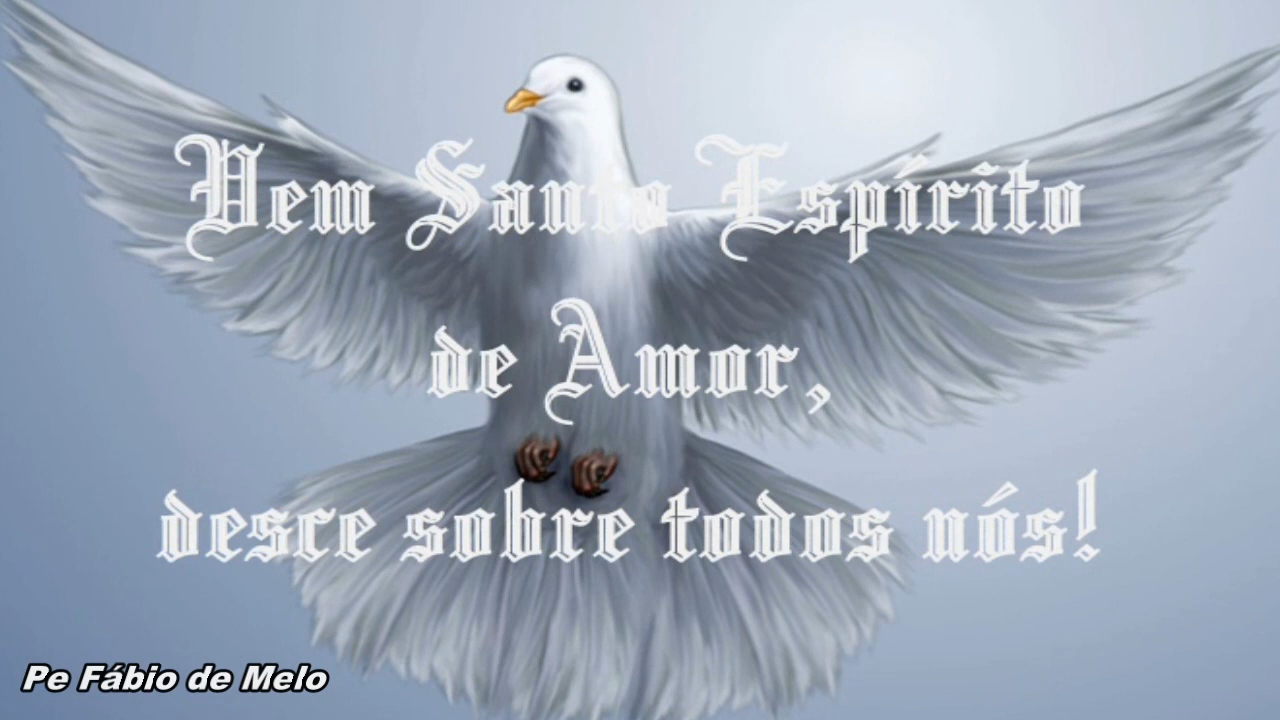 Vem Santo Espírito
de Amor,
desce sobre todos nós!
Pe Fábio de Melo